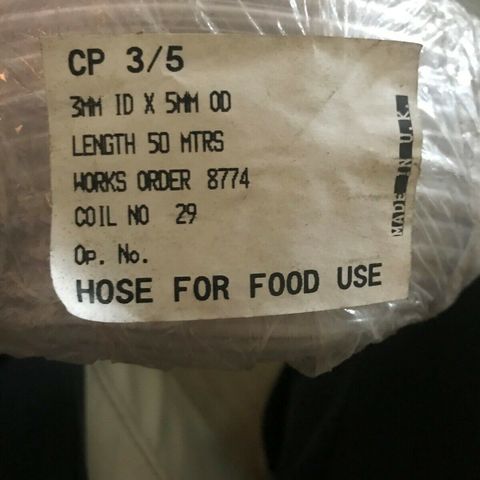 CP 3/5
3MM ID X 5MM OD
LENGTH 50 MTRS
WORKS ORDER 8774
COIL NO 29
Op. No.
HOSE FOR FOOD USE
MADE IN U.K.